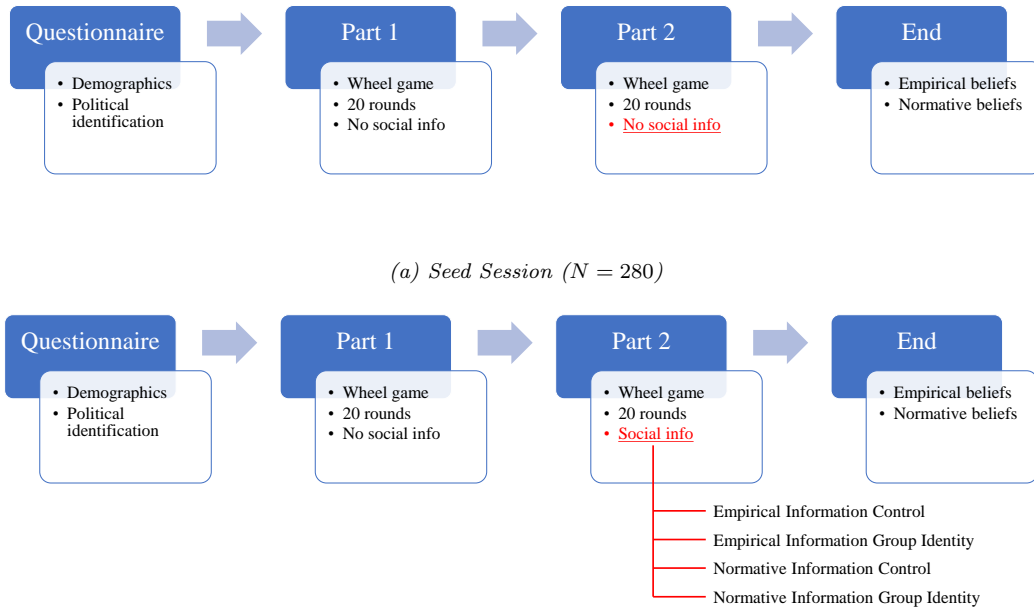 Questionnaire
• Demographics
• Political
identification
Part 1
• Wheel game
• 20 rounds
• No social info
Part 2
• Wheel game
• 20 rounds
• No social info
End
• Empirical beliefs
• Normative beliefs
(a) Seed Session (N = 280)
Questionnaire
• Demographics
• Political
identification
Part 1
• Wheel game
• 20 rounds
• No social info
Part 2
• Wheel game
• 20 rounds
• Social info
End
• Empirical beliefs
• Normative beliefs
Empirical Information Control
Empirical Information Group Identity
Normative Information Control
Normative Information Group Identity